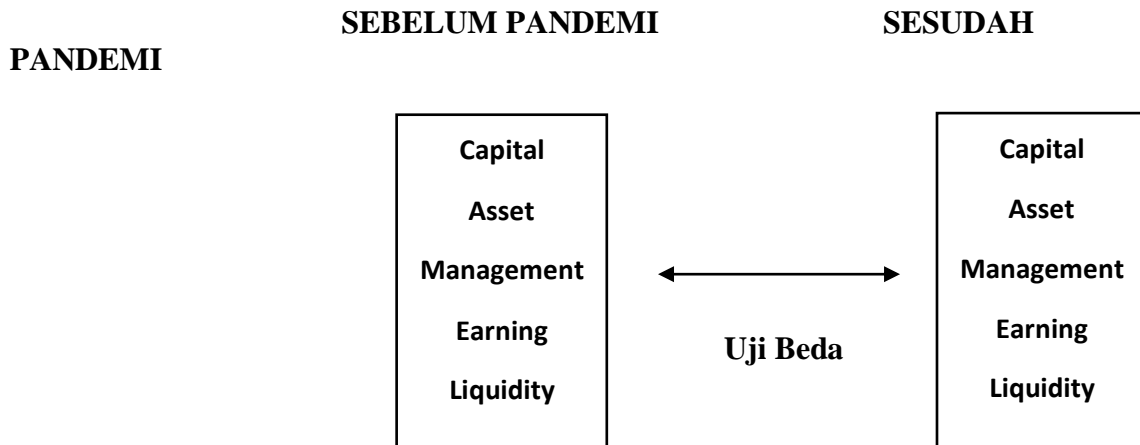 SEBELUM PANDEMI SESUDAH
PANDEMI
Capital
Asset
Management
Earning
Liquidity
Uji Beda
Capital
Asset
Management
Earning
Liquidity